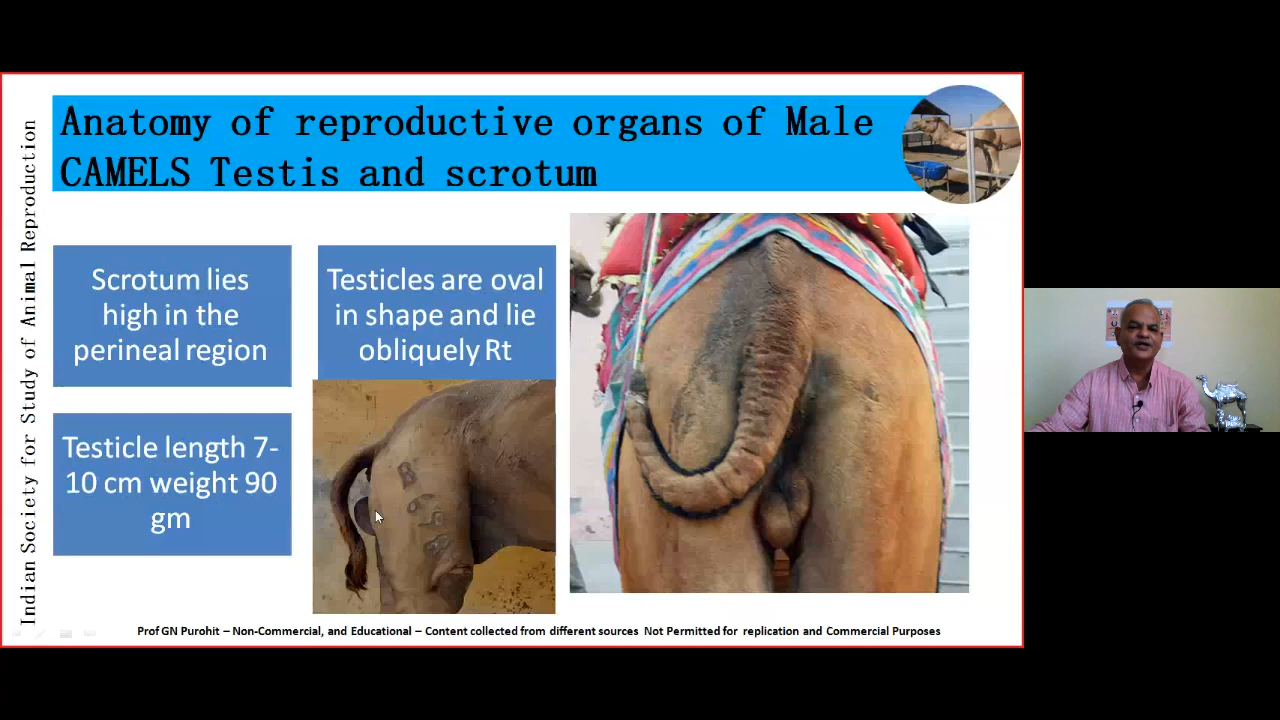 Anatomy of reproductive organs of Male
CAMELS Testis and scrotum
Indian Society for Study of Animal Reproduction
Scrotum lies
high in the
perineal region
Testicles are oval
in shape and lie
obliquely Rt
Testicle length 7-
10 cm weight 90
gm
Prof GN Purohit – Non-Commercial, and Educational – Content collected from different sources Not Permitted for replication and Commercial Purposes